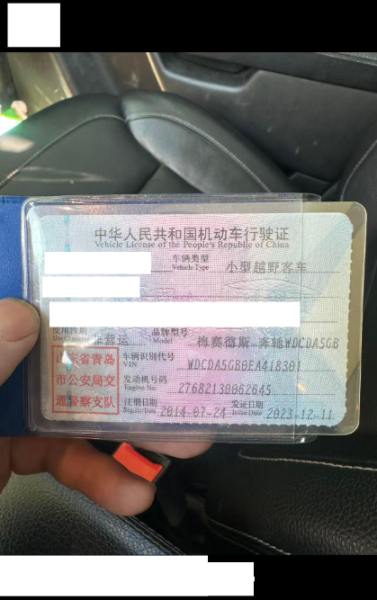 中华人民共和国机动车行驶证
Vehicle License of the People's Republic of China
车辆类型 小型越野客车
Vehicle Type
使用性质 非营运 品牌型号 梅赛德斯-奔驰WDCDA5GB
Use Character Model
山东省青岛 车辆识别代号 WDCDA5GB0EA418301
VIN
市公安局交 发动机号码 27682130062645
Engine No.
通警察支队 注册日期 2014-07-24 发证日期 2023-12-11
Register Date Issue Date